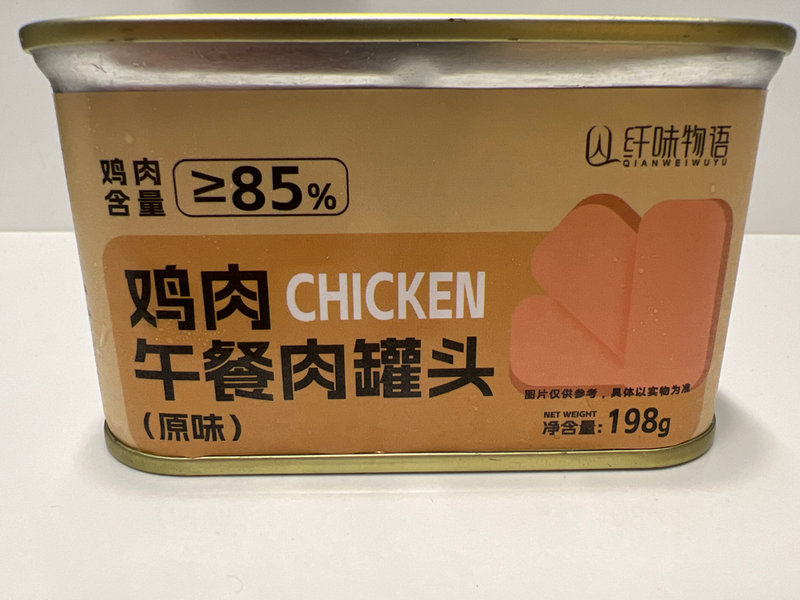 纤味物语
QIANWEIWUYU
鸡肉
含量
≥85%
鸡肉 CHICKEN
午餐肉罐头
(原味)
图片仅供参考，具体以实物为准
NET WEIGHT
净含量:198g